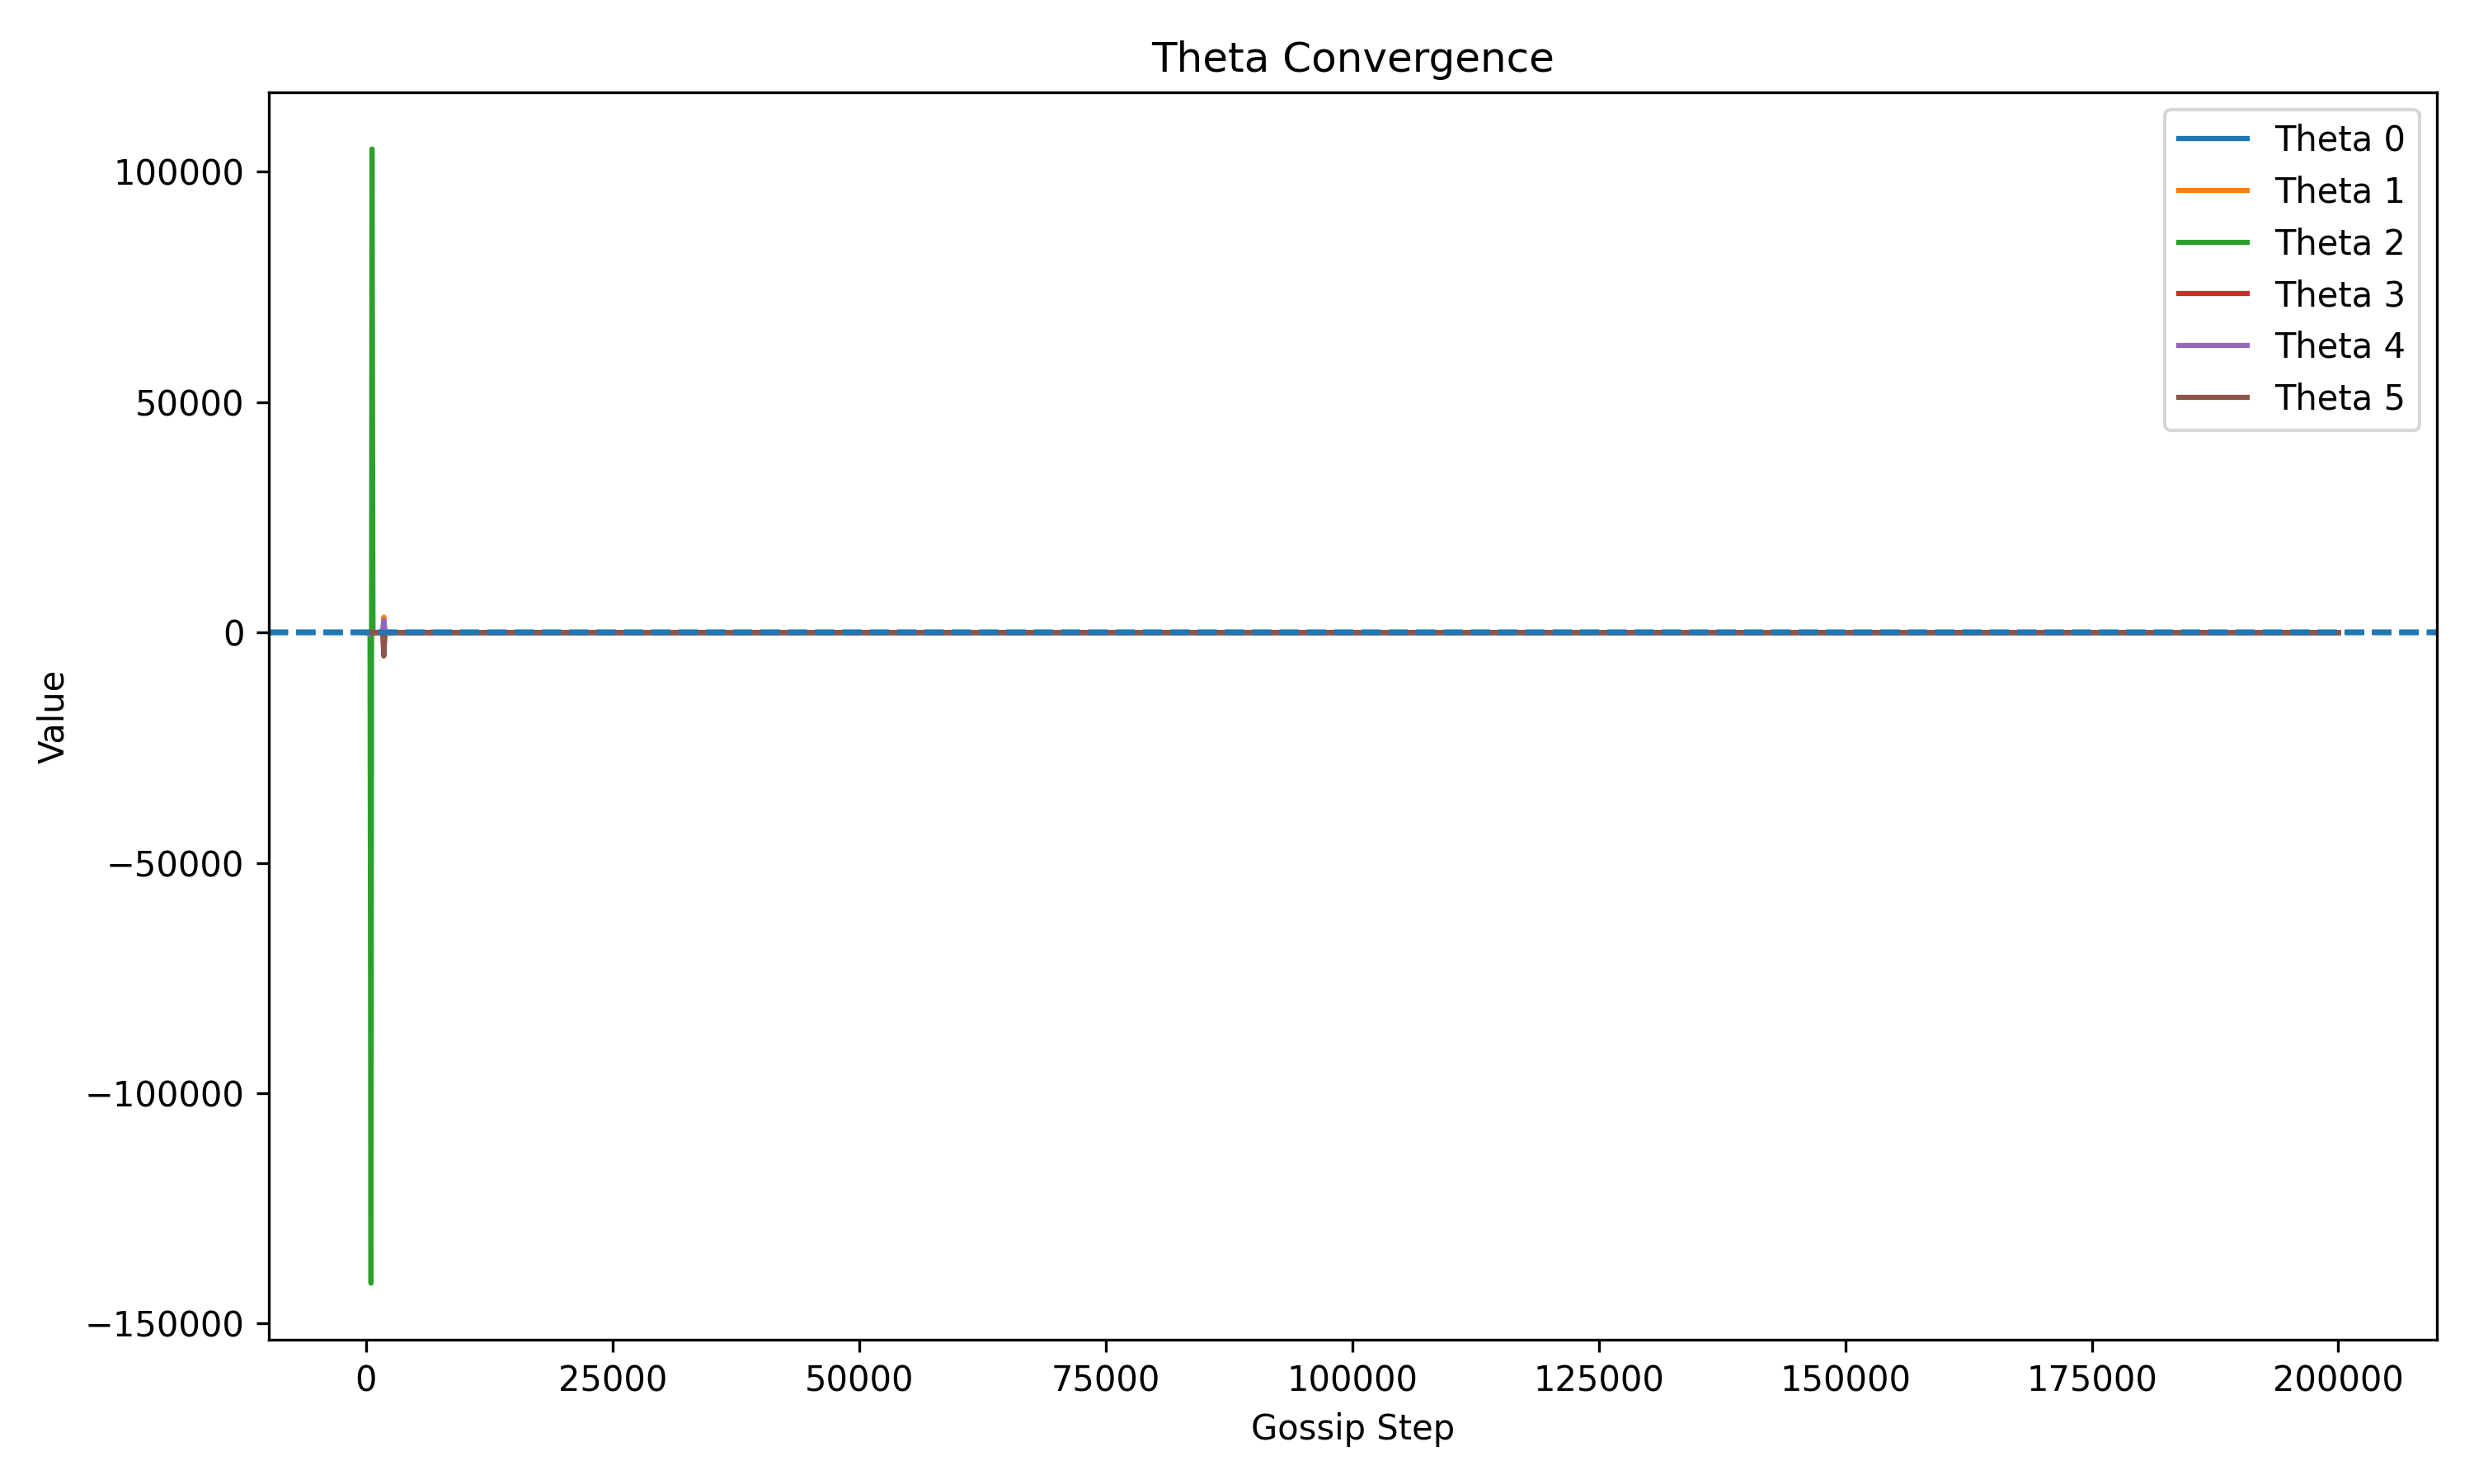 Theta Convergence
Theta 0
Theta 1
Theta 2
Theta 3
Theta 4
Theta 5
Value
100000
50000
0
−50000
−100000
−150000
0 25000 50000 75000 100000 125000 150000 175000 200000
Gossip Step